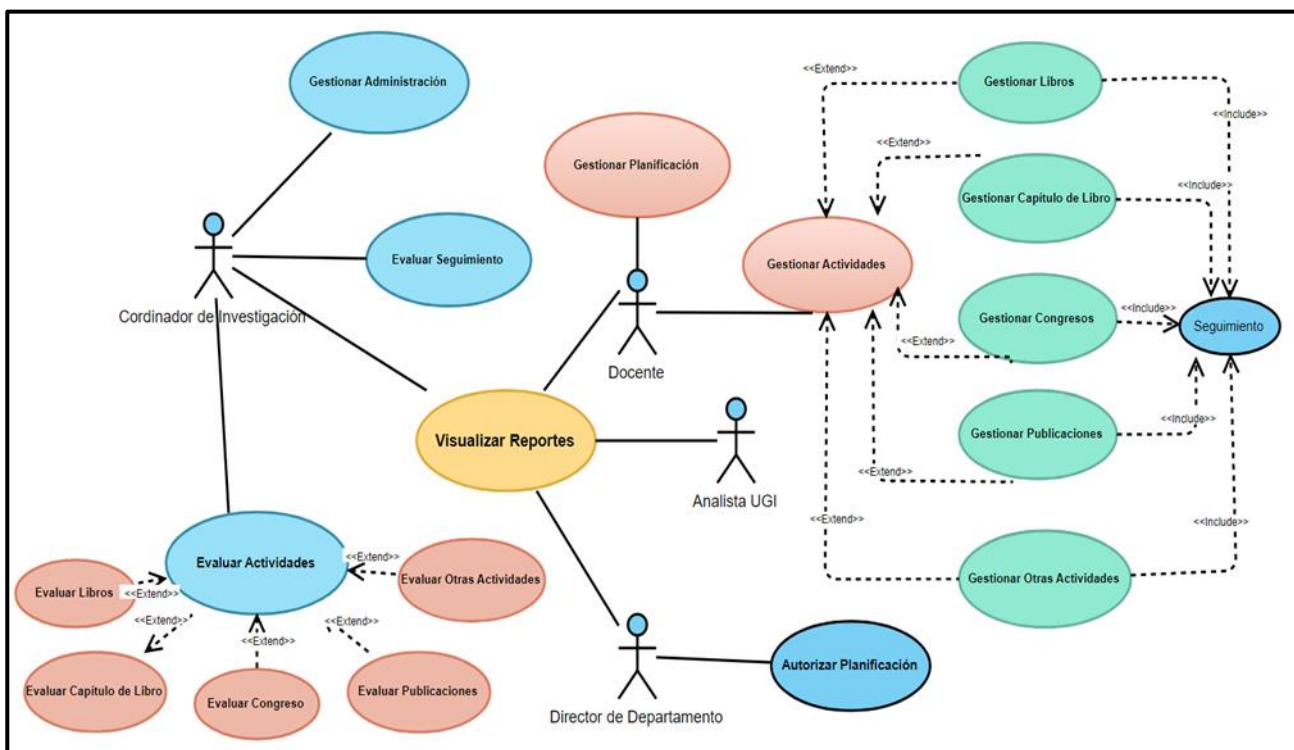 Gestionar Administración
<<Extend>>
Gestionar Libros
<<Include>>
Gestionar Planificación
<<Extend>>
Gestionar Capítulo de Libro
<<Include>>
Evaluar Seguimiento
Gestionar Actividades
Cordinador de Investigación
Gestionar Congresos
<<Include>>
Seguimiento
<<Extend>>
Docente
Visualizar Reportes
Gestionar Publicaciones
<<Include>>
<<Extend>>
Analista UGI
<<Extend>>
<<Include>>
Evaluar Actividades
<<Extend>>
Evaluar Otras Actividades
Gestionar Otras Actividades
Evaluar Libros
<<Extend>>
<<Extend>>
<<Extend>>
<<Extend>>
Evaluar Capítulo de Libro
Evaluar Congreso
Evaluar Publicaciones
Autorizar Planificación
Director de Departamento